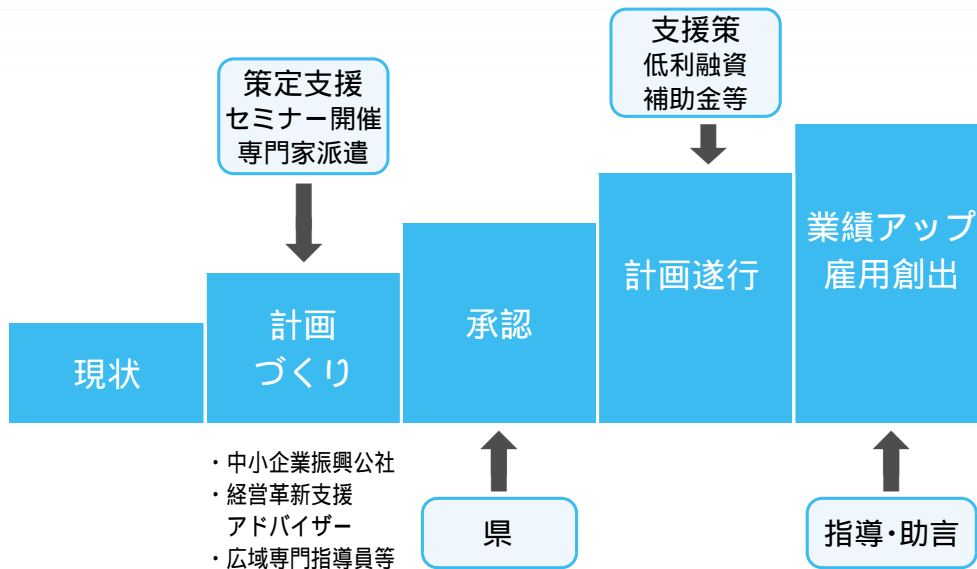 支援策
低利融資
補助金等
策定支援
セミナー開催
専門家派遣
業績アップ
雇用創出
計画遂行
承認
計画
づくり
現状
・中小企業振興公社
・経営革新支援
アドバイザー
・広域専門指導員等
県
指導･助言